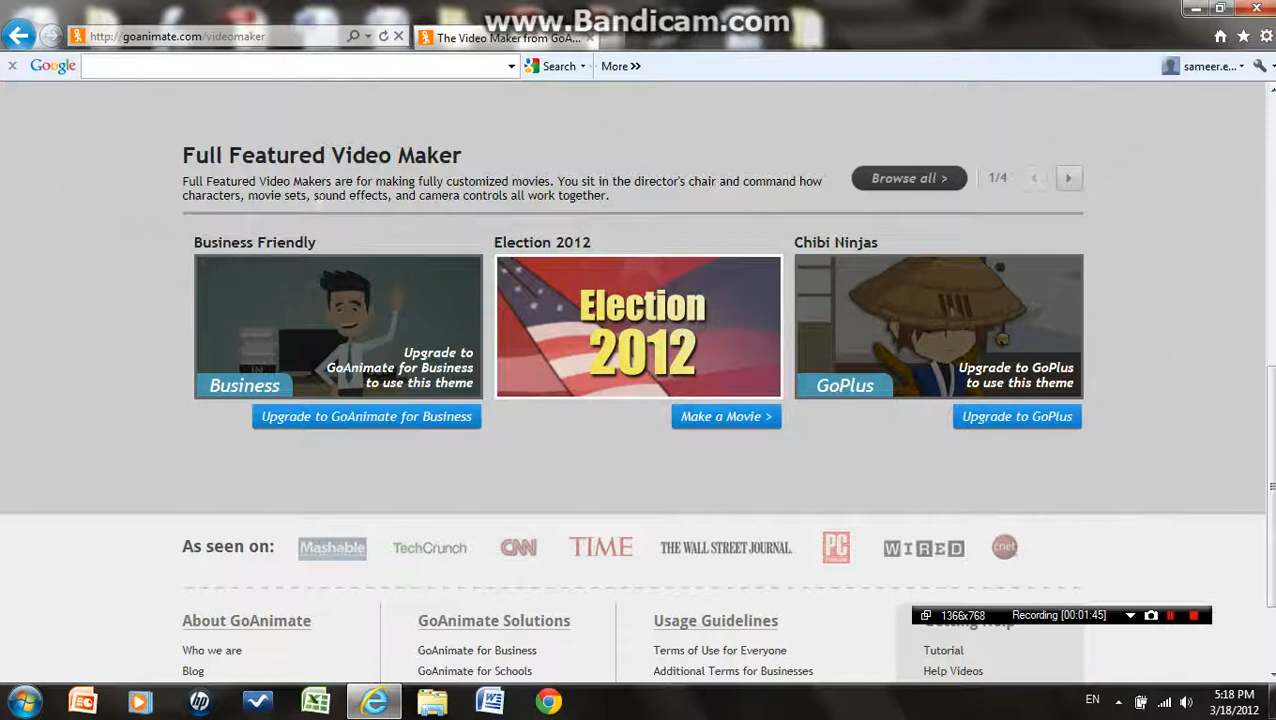 www.Bandicam.com
http://goanimate.com/videomaker
The Video Maker from GoA...
Google
Search
More >>
sameer.e...
Full Featured Video Maker
Full Featured Video Makers are for making fully customized movies. You sit in the director's chair and command how
characters, movie sets, sound effects, and camera controls all work together.
Browse all >
1/4
Business Friendly
Election 2012
Chibi Ninjas
Upgrade to
GoAnimate for Business
to use this theme
Business
Election
2012
Upgrade to GoPlus
to use this theme
GoPlus
Upgrade to GoAnimate for Business
Make a Movie >
Upgrade to GoPlus
As seen on:
Mashable
TechCrunch
CNN
TIME
THE WALL STREET JOURNAL.
PC
WIRED
cnet
1366x768
Recording [00:01:45]
About GoAnimate
GoAnimate Solutions
Usage Guidelines
Getting Help
Who we are
GoAnimate for Business
Terms of Use for Everyone
Tutorial
Blog
GoAnimate for Schools
Additional Terms for Businesses
Help Videos
EN
5:18 PM
3/18/2012